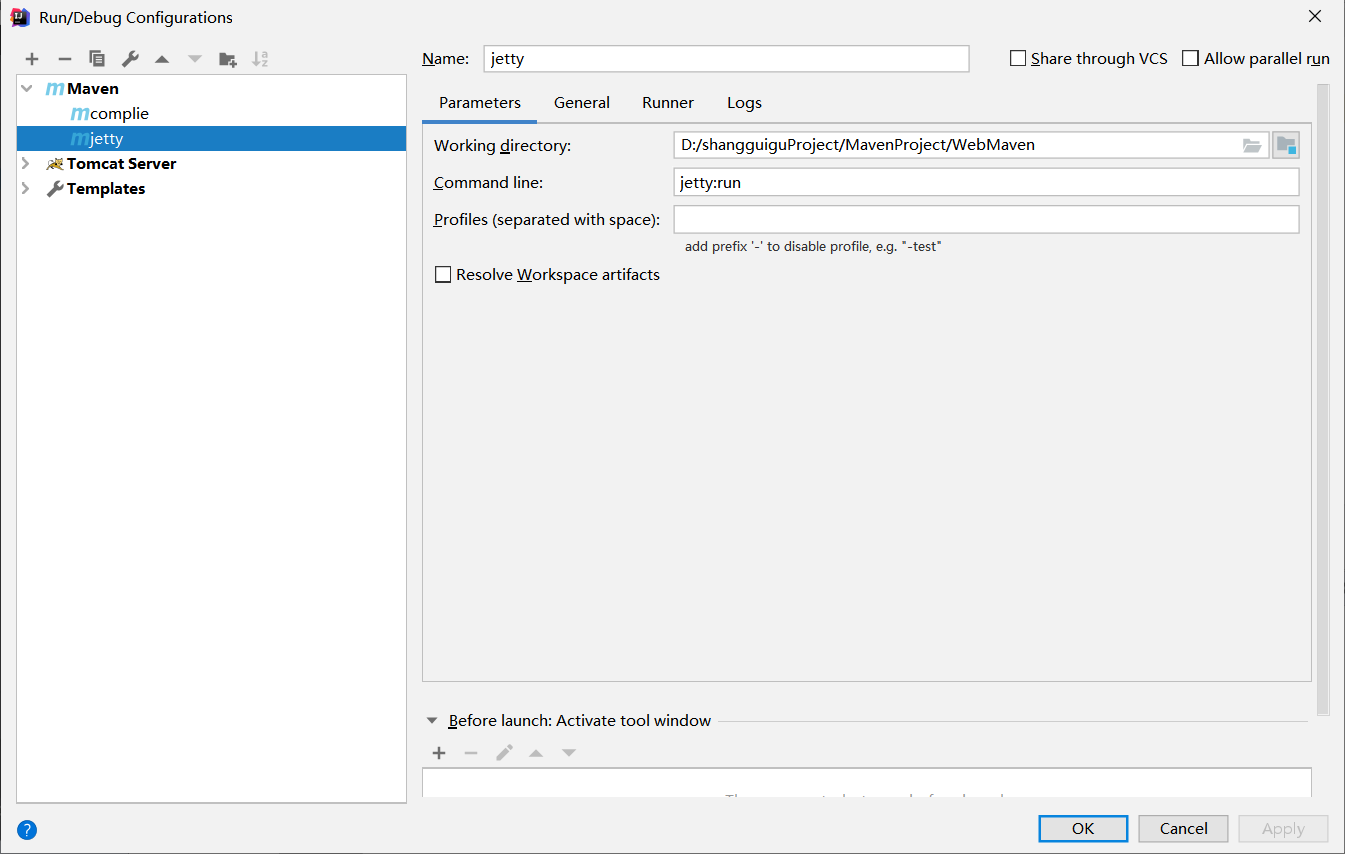 Run/Debug Configurations
Name: jetty
Share through VCS
Allow parallel run
Maven
complie
jetty
Tomcat Server
Templates
Parameters General Runner Logs
Working directory: D:/shangguiguProject/MavenProject/WebMaven
Command line: jetty:run
Profiles (separated with space):
add prefix '-' to disable profile, e.g. "-test"
Resolve Workspace artifacts
Before launch: Activate tool window
OK Cancel Apply